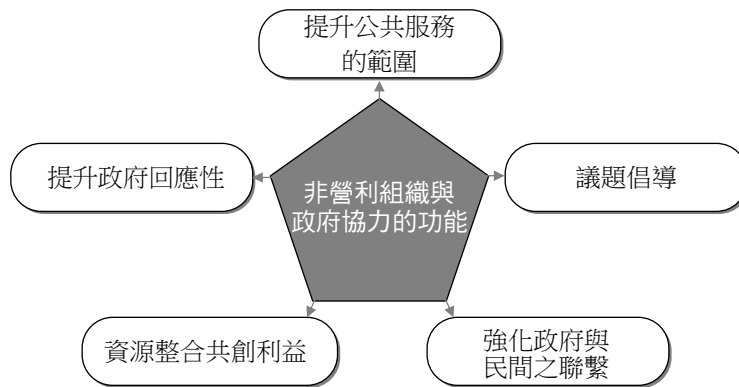 提升公共服務
的範圍
提升政府回應性
非營利組織與
政府協力的功能
議題倡導
資源整合共創利益
強化政府與
民間之聯繫